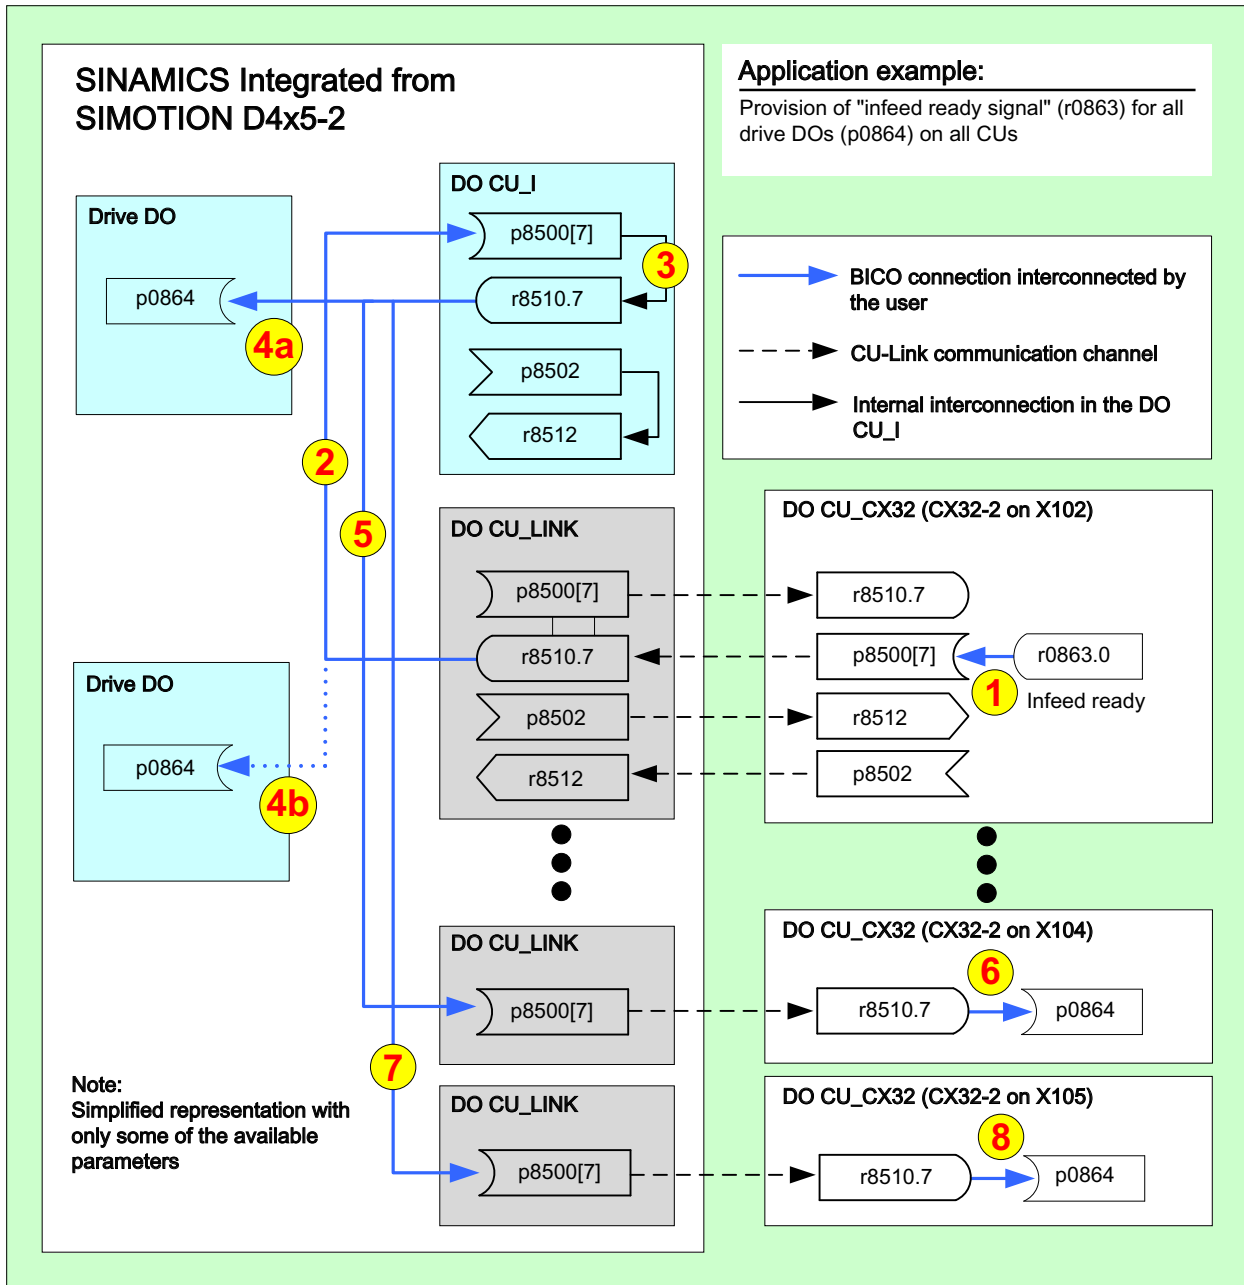 SINAMICS Integrated from
SIMOTION D4x5-2
Application example:
Provision of "infeed ready signal" (r0863) for all
drive DOs (p0864) on all CUs
Drive DO
p0864
4a
DO CU_I
p8500[7]
3
r8510.7
p8502
r8512
BICO connection interconnected by
the user
CU-Link communication channel
Internal interconnection in the DO
CU_I
2
5
DO CU_LINK
p8500[7]
r8510.7
p8502
r8512
DO CU_CX32 (CX32-2 on X102)
r8510.7
p8500[7]
r0863.0
1
Infeed ready
r8512
p8502
Drive DO
p0864
4b
DO CU_LINK
p8500[7]
DO CU_CX32 (CX32-2 on X104)
6
r8510.7
p0864
7
Note:
Simplified representation with
only some of the available
parameters
DO CU_LINK
p8500[7]
DO CU_CX32 (CX32-2 on X105)
8
r8510.7
p0864